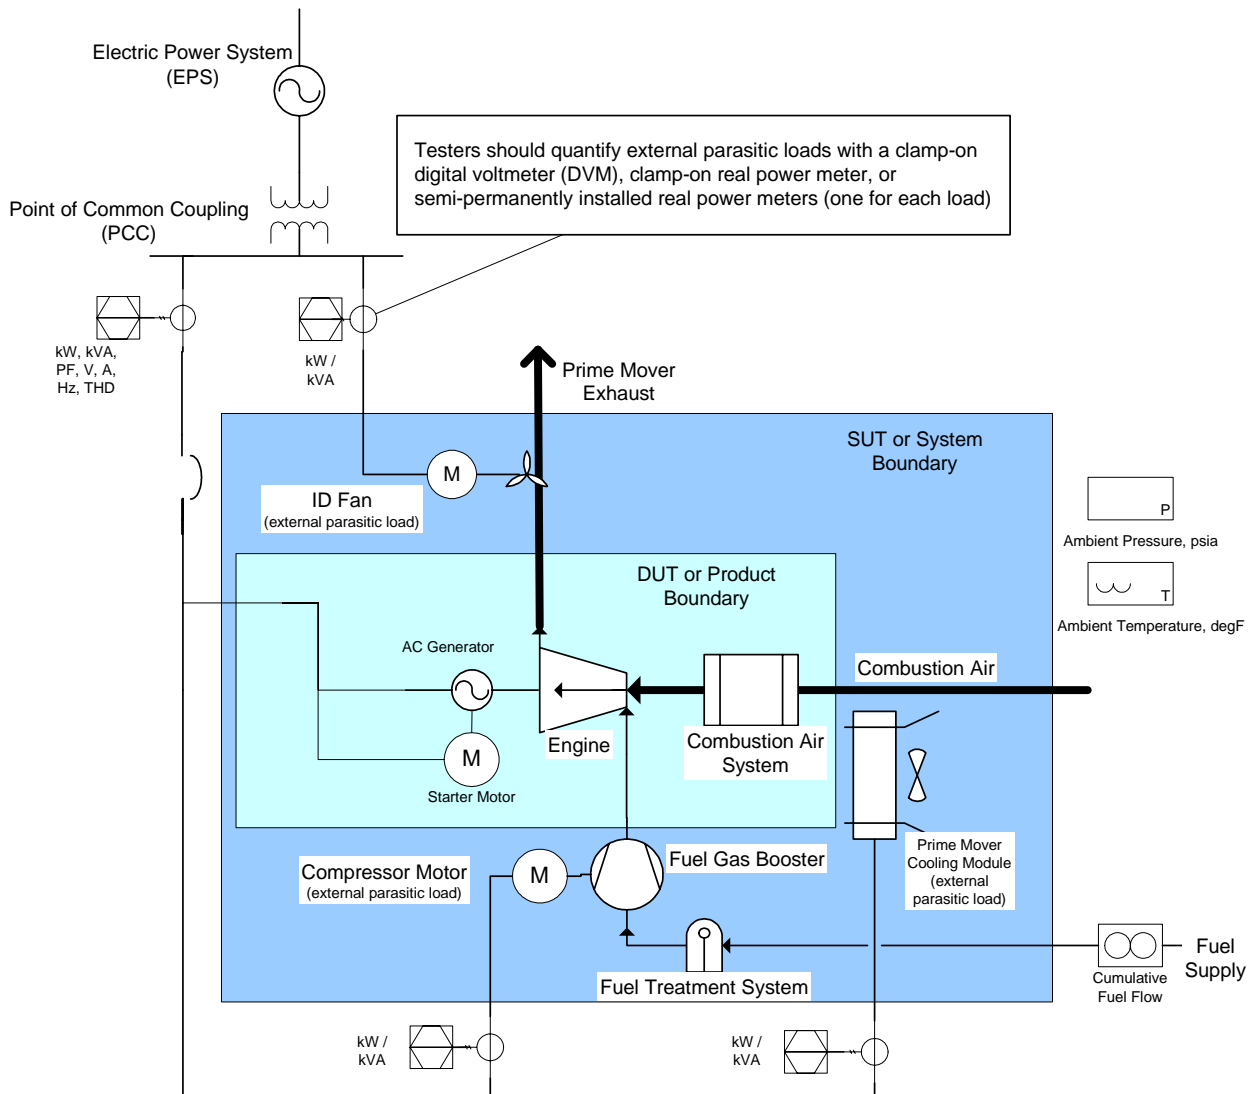 Electric Power System
(EPS)
Testers should quantify external parasitic loads with a clamp-on
digital voltmeter (DVM), clamp-on real power meter, or
semi-permanently installed real power meters (one for each load)
Point of Common Coupling
(PCC)
kW, kVA,
PF, V, A,
Hz, THD
kW /
kVA
Prime Mover
Exhaust
SUT or System
Boundary
M
ID Fan
(external parasitic load)
P
Ambient Pressure, psia
DUT or Product
Boundary
T
Ambient Temperature, degF
AC Generator
Combustion Air
Engine
Combustion Air
System
M
Starter Motor
Prime Mover
Cooling Module
(external
parasitic load)
Fuel Gas Booster
Compressor Motor
(external parasitic load)
M
Fuel
Supply
Cumulative
Fuel Flow
Fuel Treatment System
kW /
kVA
kW /
kVA